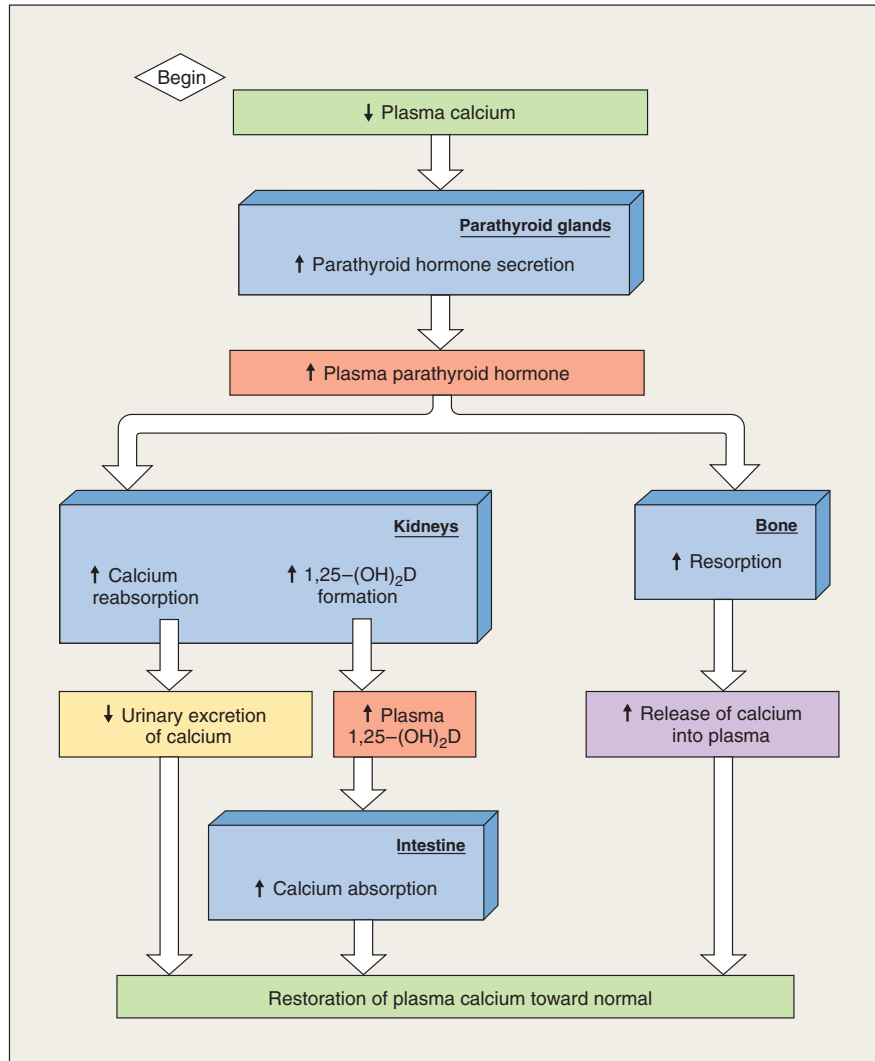 Begin
↓ Plasma calcium
Parathyroid glands
↑ Parathyroid hormone secretion
↑ Plasma parathyroid hormone
Kidneys
↑ Calcium
reabsorption
↑ 1,25–(OH)₂D
formation
Bone
↑ Resorption
↓ Urinary excretion
of calcium
↑ Plasma
1,25–(OH)₂D
↑ Release of calcium
into plasma
Intestine
↑ Calcium absorption
Restoration of plasma calcium toward normal